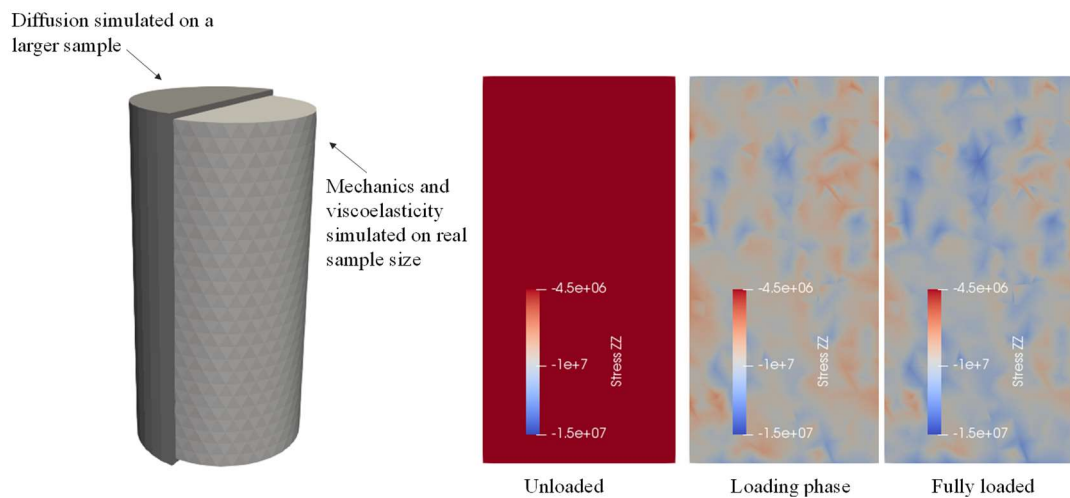 Diffusion simulated on a
larger sample
Mechanics and
viscoelasticity
simulated on real
sample size
-4.5e+06
-1e+7
-1.5e+07
Stress ZZ
Unloaded
-4.5e+06
-1e+7
-1.5e+07
Stress ZZ
Loading phase
-4.5e+06
-1e+7
-1.5e+07
Stress ZZ
Fully loaded